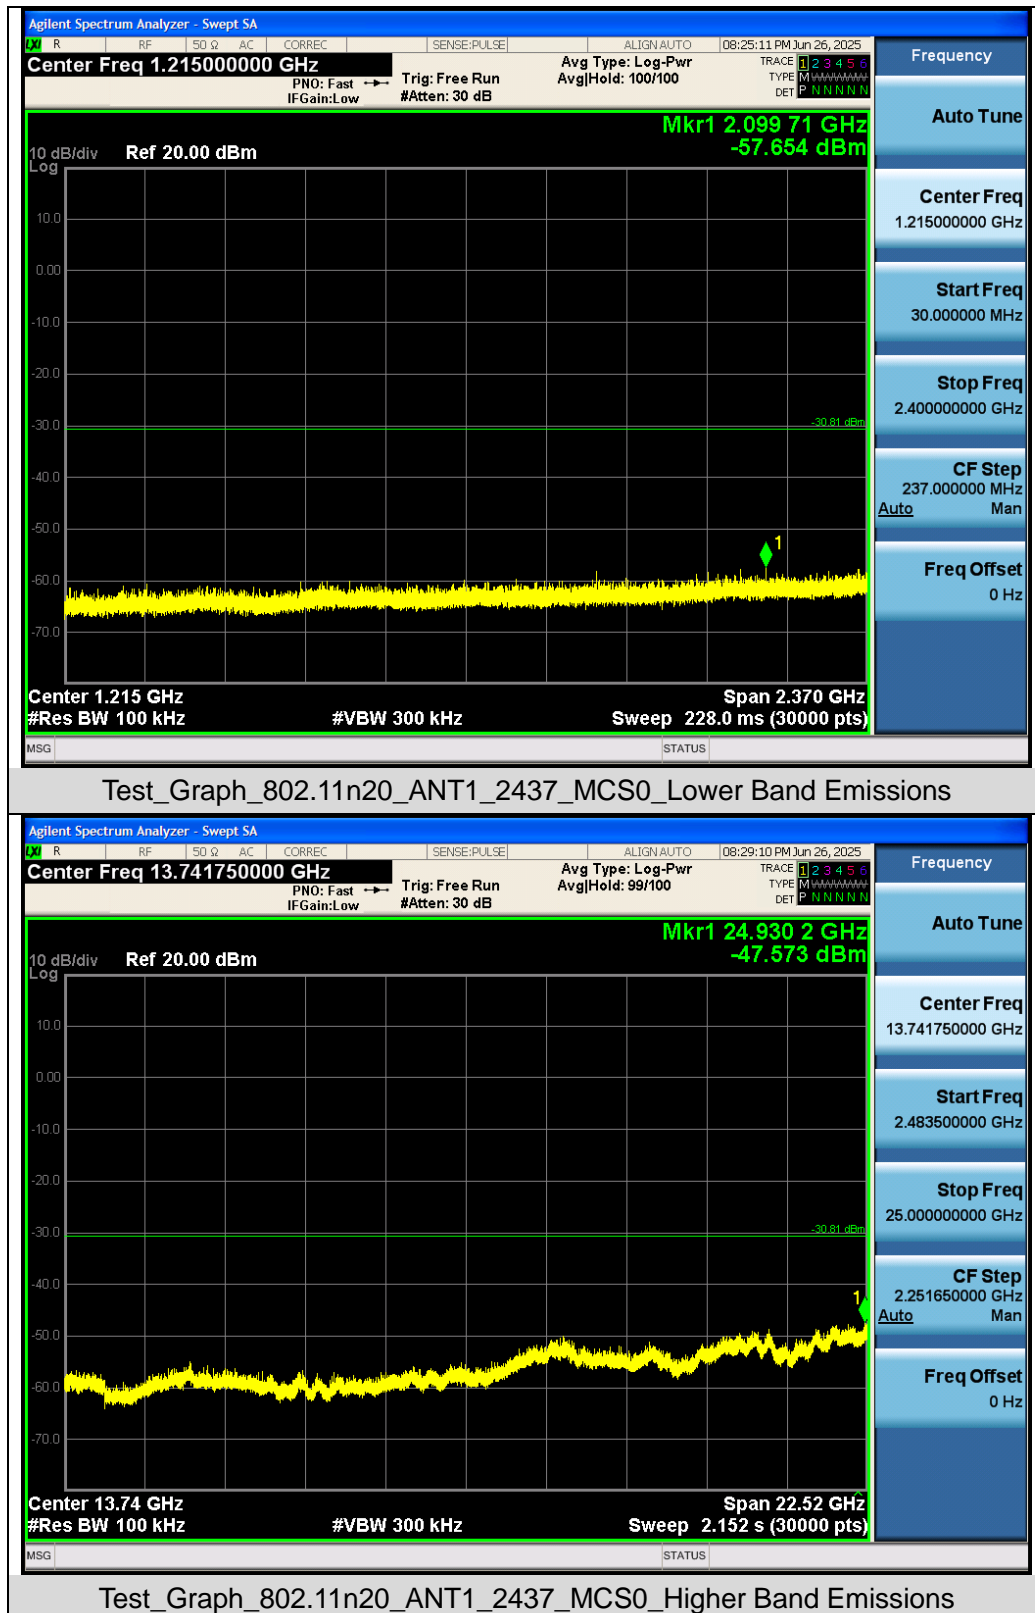 Agilent Spectrum Analyzer - Swept SA
LXI R RF 50 Ω AC CORREC SENSE:PULSE ALIGN AUTO 08:25:11 PM Jun 26, 2025
Center Freq 1.215000000 GHz
PNO: Fast
IFGain:Low
Trig: Free Run
#Atten: 30 dB
Avg Type: Log-Pwr
Avg|Hold: 100/100
TRACE 1 2 3 4 5 6
TYPE M WWWWW
DET P N N N N N
Frequency
Auto Tune
Mkr1 2.099 71 GHz
-57.654 dBm
10 dB/div
Log
Ref 20.00 dBm
10.0
0.00
-10.0
-20.0
-30.0
-40.0
-50.0
-60.0
-70.0
-30.81 dBm
1
Center Freq
1.215000000 GHz
Start Freq
30.000000 MHz
Stop Freq
2.400000000 GHz
CF Step
237.000000 MHz
Auto Man
Freq Offset
0 Hz
Center 1.215 GHz Span 2.370 GHz
#Res BW 100 kHz #VBW 300 kHz Sweep 228.0 ms (30000 pts)
MSG STATUS
Test_Graph_802.11n20_ANT1_2437_MCS0_Lower Band Emissions
Agilent Spectrum Analyzer - Swept SA
LXI R RF 50 Ω AC CORREC SENSE:PULSE ALIGN AUTO 08:29:10 PM Jun 26, 2025
Center Freq 13.741750000 GHz
PNO: Fast
IFGain:Low
Trig: Free Run
#Atten: 30 dB
Avg Type: Log-Pwr
Avg|Hold: 99/100
TRACE 1 2 3 4 5 6
TYPE M WWWWW
DET P N N N N N
Frequency
Auto Tune
Mkr1 24.930 2 GHz
-47.573 dBm
10 dB/div
Log
Ref 20.00 dBm
10.0
0.00
-10.0
-20.0
-30.0
-40.0
-50.0
-60.0
-70.0
-30.81 dBm
1
Center Freq
13.741750000 GHz
Start Freq
2.483500000 GHz
Stop Freq
25.000000000 GHz
CF Step
2.251650000 GHz
Auto Man
Freq Offset
0 Hz
Center 13.74 GHz Span 22.52 GHz
#Res BW 100 kHz #VBW 300 kHz Sweep 2.152 s (30000 pts)
MSG STATUS
Test_Graph_802.11n20_ANT1_2437_MCS0_Higher Band Emissions